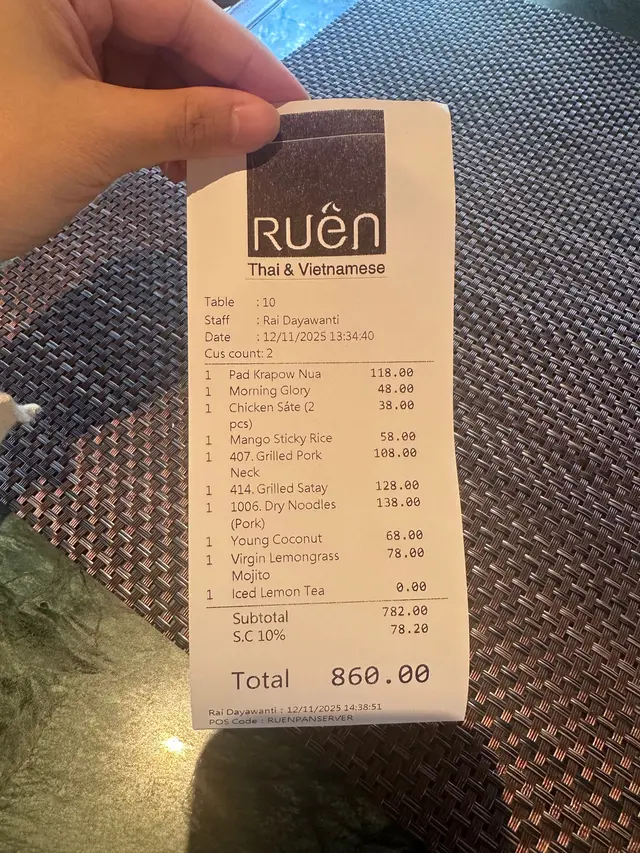 RUÊN
Thai & Vietnamese
Table : 10
Staff : Rai Dayawanti
Date : 12/11/2025 13:34:40
Cus count: 2
1 Pad Krapow Nua 118.00
1 Morning Glory 48.00
1 Chicken Sáte (2 38.00
pcs)
1 Mango Sticky Rice 58.00
1 407. Grilled Pork 108.00
Neck
1 414. Grilled Satay 128.00
1 1006. Dry Noodles 138.00
(Pork)
1 Young Coconut 68.00
1 Virgin Lemongrass 78.00
Mojito
1 Iced Lemon Tea 0.00
Subtotal 782.00
S.C 10% 78.20
Total 860.00
Rai Dayawanti : 12/11/2025 14:38:51
POS Code : RUENPANSERVER